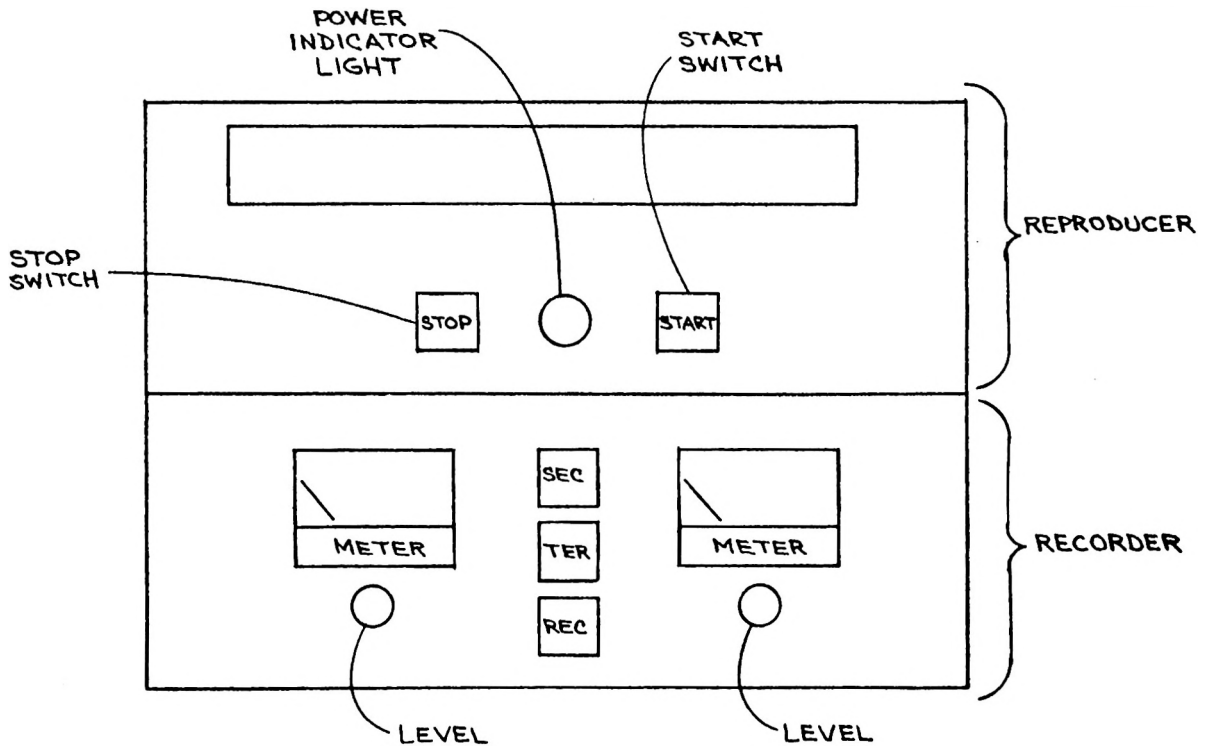 POWER
INDICATOR
LIGHT
START
SWITCH
REPRODUCER
STOP
SWITCH
STOP
START
SEC
METER
TER
METER
RECORDER
REC
LEVEL
LEVEL